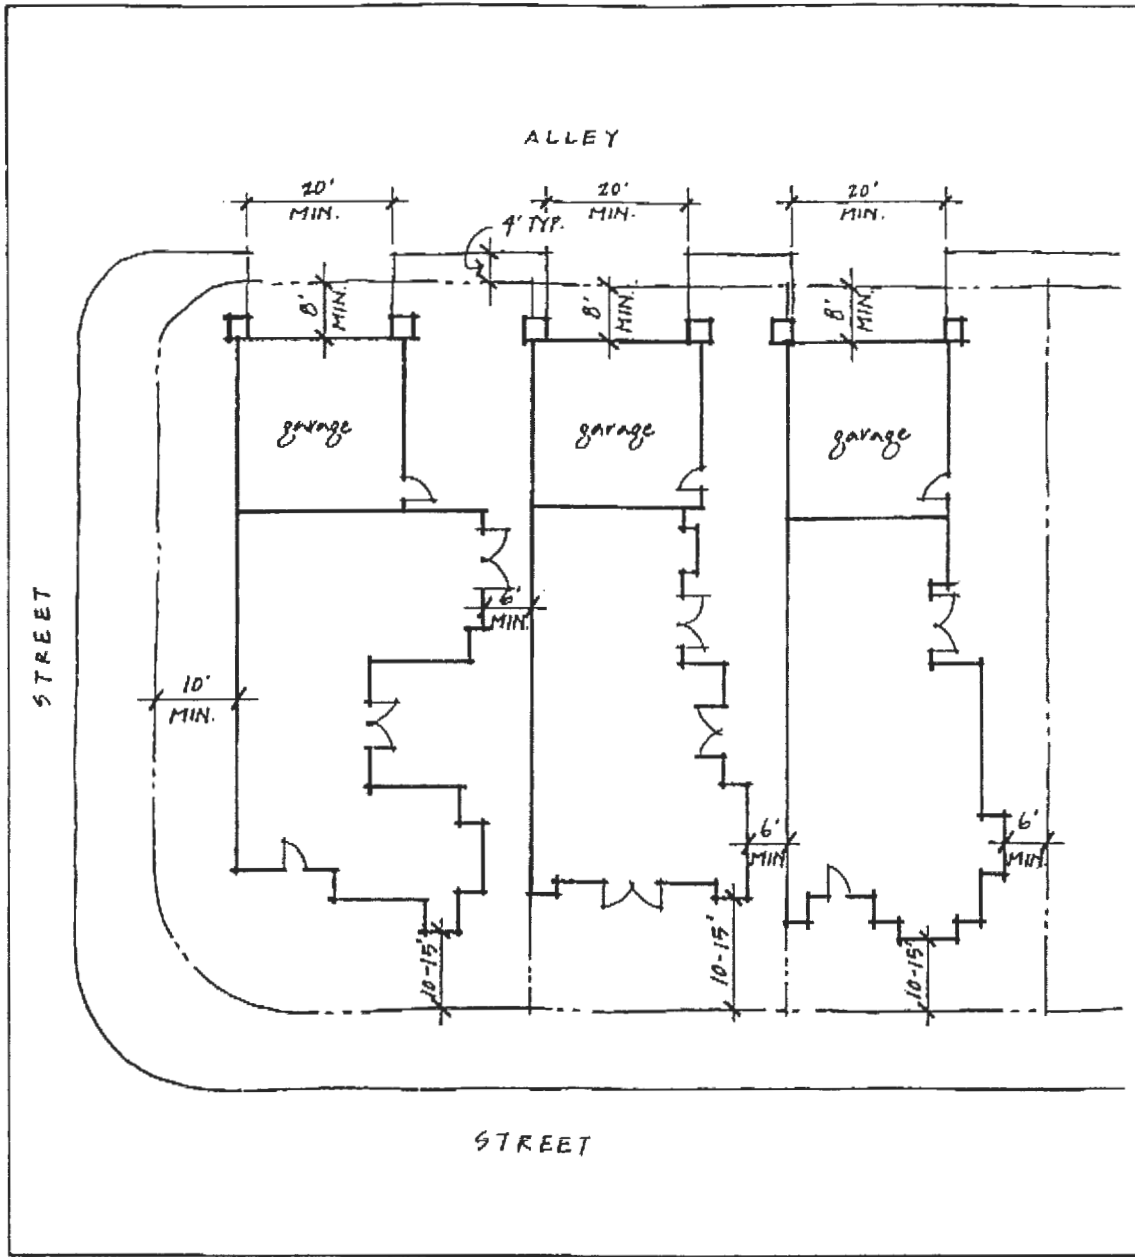 ALLEY
20'
MIN.
20'
MIN.
20'
MIN.
4' TYP.
8'
MIN.
8'
MIN.
8'
MIN.
garage
garage
garage
STREET
6'
MIN.
10'
MIN.
6'
MIN.
6'
MIN.
10-15'
10-15'
10-15'
STREET